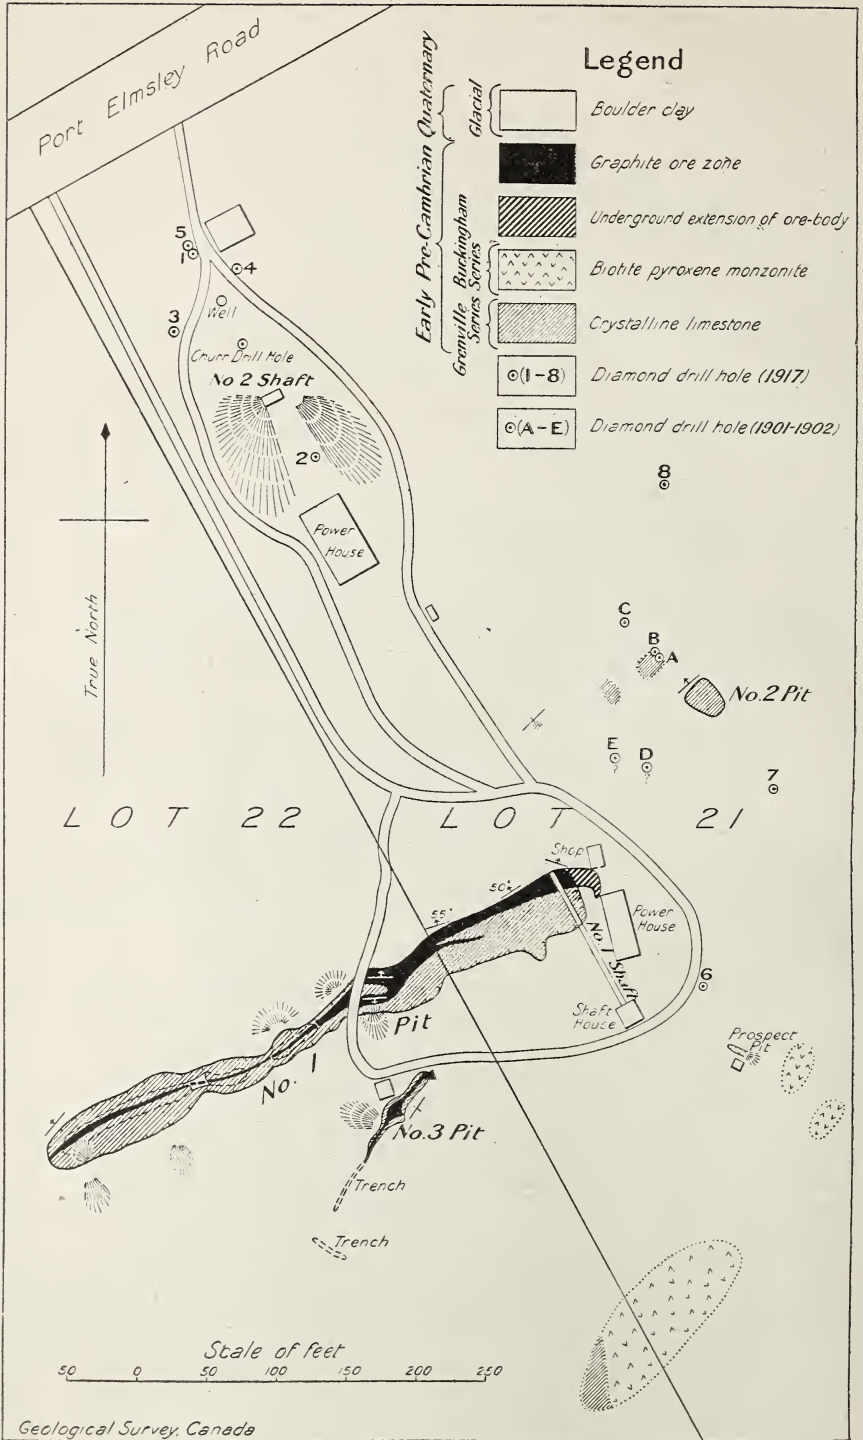 Port Elmsley Road
Legend
Early Pre-Cambrian
Quaternary
Glacial
Buckingham Series
Grenville Series
Boulder clay
Graphite ore zone
Underground extension of ore-body
Biotite pyroxene monzonite
Crystalline limestone
(1-8)
Diamond drill hole (1917)
(A-E)
Diamond drill hole (1901-1902)
5
1
4
Well
3
Churn Drill Hole
No 2 Shaft
2
Power
House
True North
8
C
B
A
No. 2 Pit
E
D
7
LOT 22
LOT 21
Shop
50°
55°
Power
House
No. 1 Shaft
Shaft
House
6
Prospect
Pit
No. 1 Pit
No. 3 Pit
Trench
Trench
Scale of feet
50 0 50 100 150 200 250
Geological Survey, Canada